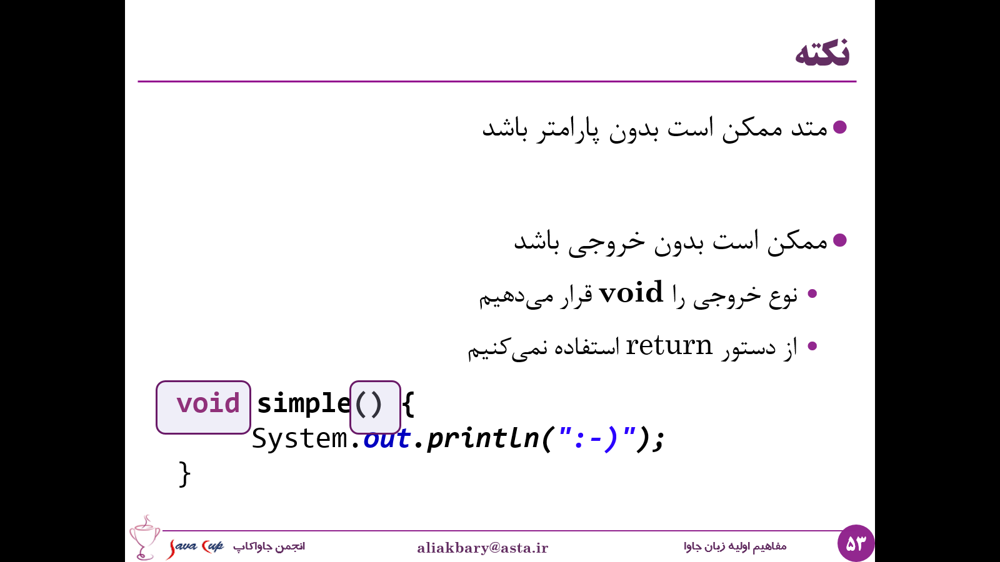 نکته
متد ممکن است بدون پارامتر باشد
ممکن است بدون خروجی باشد
نوع خروجی را void قرار می‌دهیم
از دستور return استفاده نمی‌کنیم
void simple() {
System.out.println(":-)");
}
۵۳
مفاهیم اولیه زبان جاوا
aliakbary@asta.ir
انجمن جاواکاپ
Java Cup